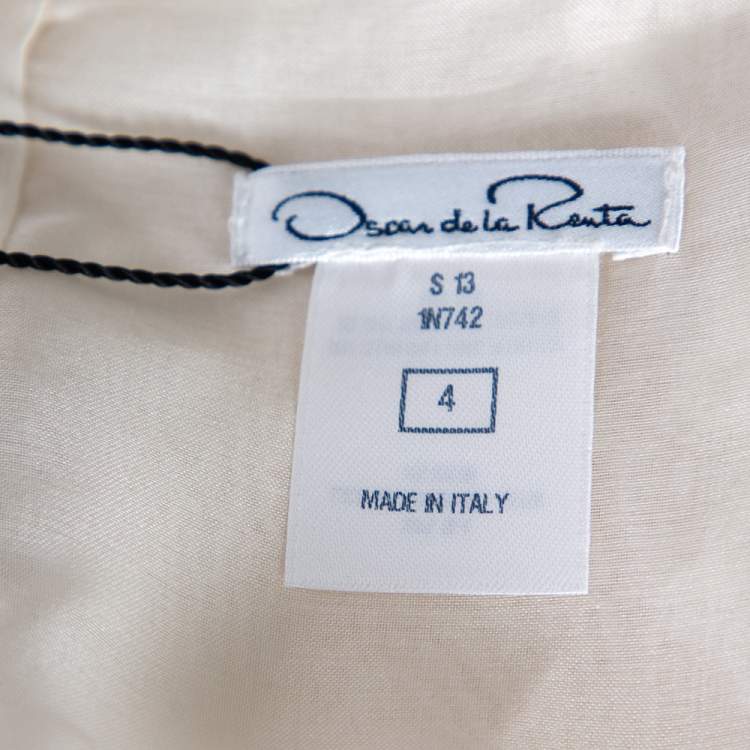 Oscar de la Renta
S 13
1N742
4
MADE IN ITALY